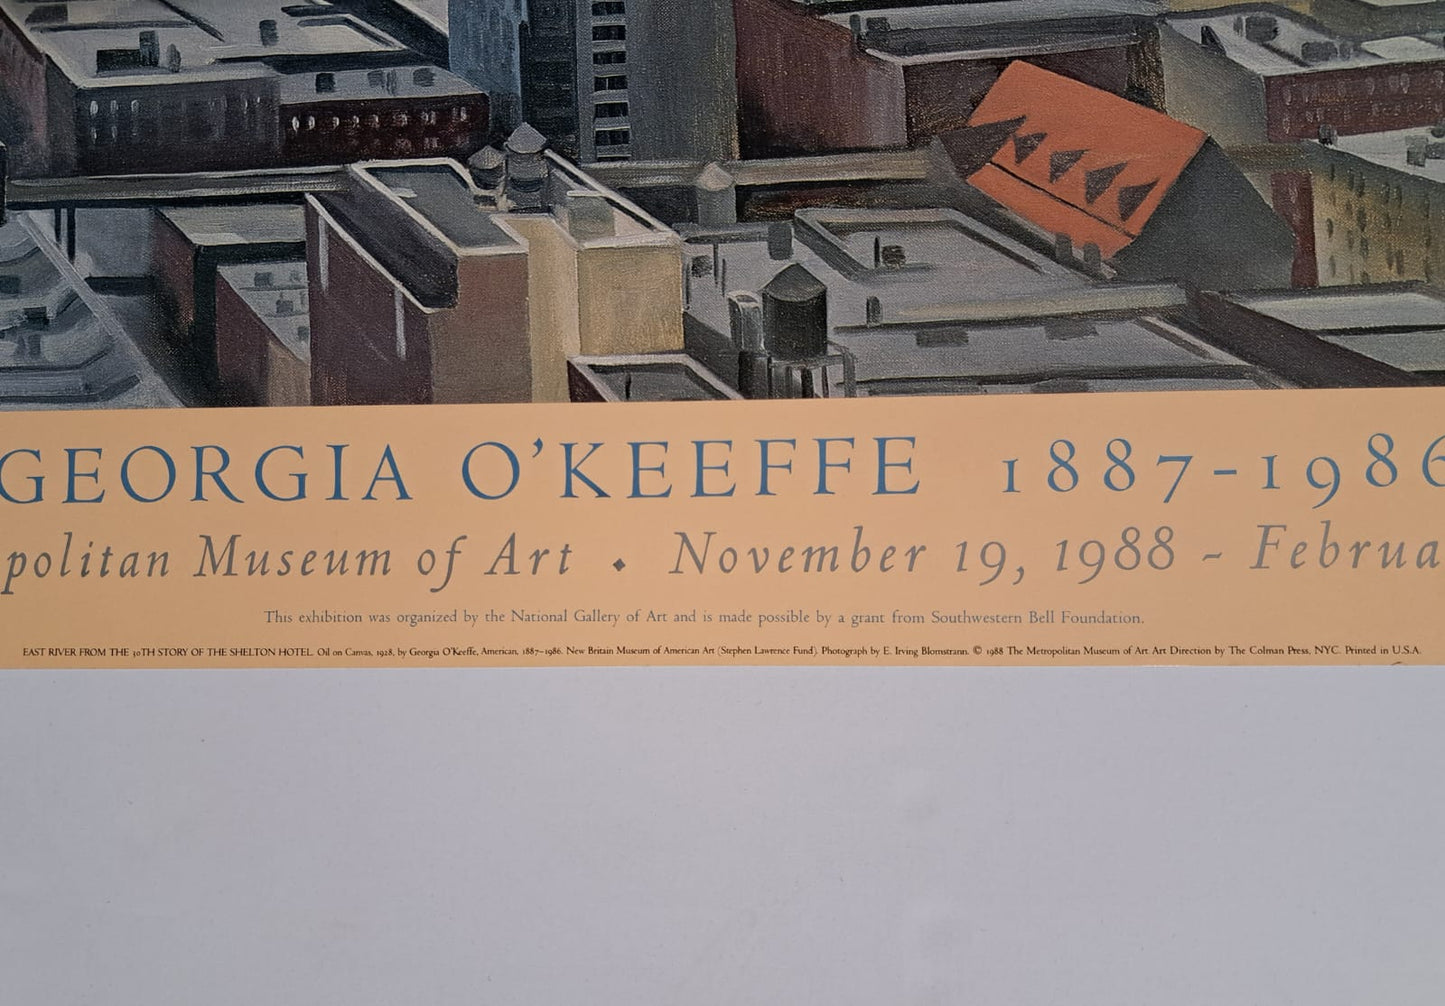 GEORGIA O'KEEFFE 1887-1986
politan Museum of Art • November 19, 1988 - Februa
This exhibition was organized by the National Gallery of Art and is made possible by a grant from Southwestern Bell Foundation.
EAST RIVER FROM THE 30TH STORY OF THE SHELTON HOTEL. Oil on Canvas, 1928, by Georgia O'Keeffe, American, 1887–1986. New Britain Museum of American Art (Stephen Lawrence Fund). Photograph by E. Irving Blomstrann. © 1988 The Metropolitan Museum of Art. Art Direction by The Colman Press, NYC. Printed in U.S.A.